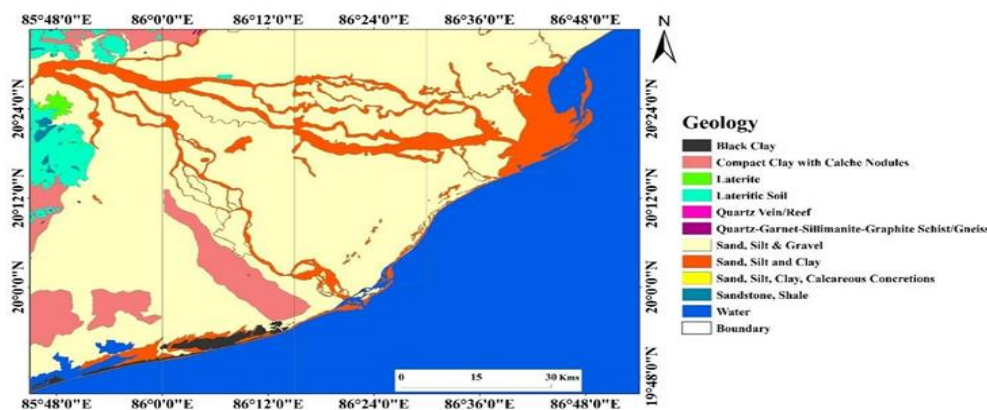 85°48'0"E 86°0'0"E 86°12'0"E 86°24'0"E 86°36'0"E 86°48'0"E
N
20°24'0"N 20°24'0"N
20°12'0"N 20°12'0"N
20°0'0"N 20°0'0"N
19°48'0"N
Geology
Black Clay
Compact Clay with Calche Nodules
Laterite
Lateritic Soil
Quartz Vein/Reef
Quartz-Garnet-Sillimanite-Graphite Schist/Gneiss
Sand, Silt & Gravel
Sand, Silt and Clay
Sand, Silt, Clay, Calcareous Concretions
Sandstone, Shale
Water
Boundary
0 15 30 Kms
85°48'0"E 86°0'0"E 86°12'0"E 86°24'0"E 86°36'0"E 86°48'0"E